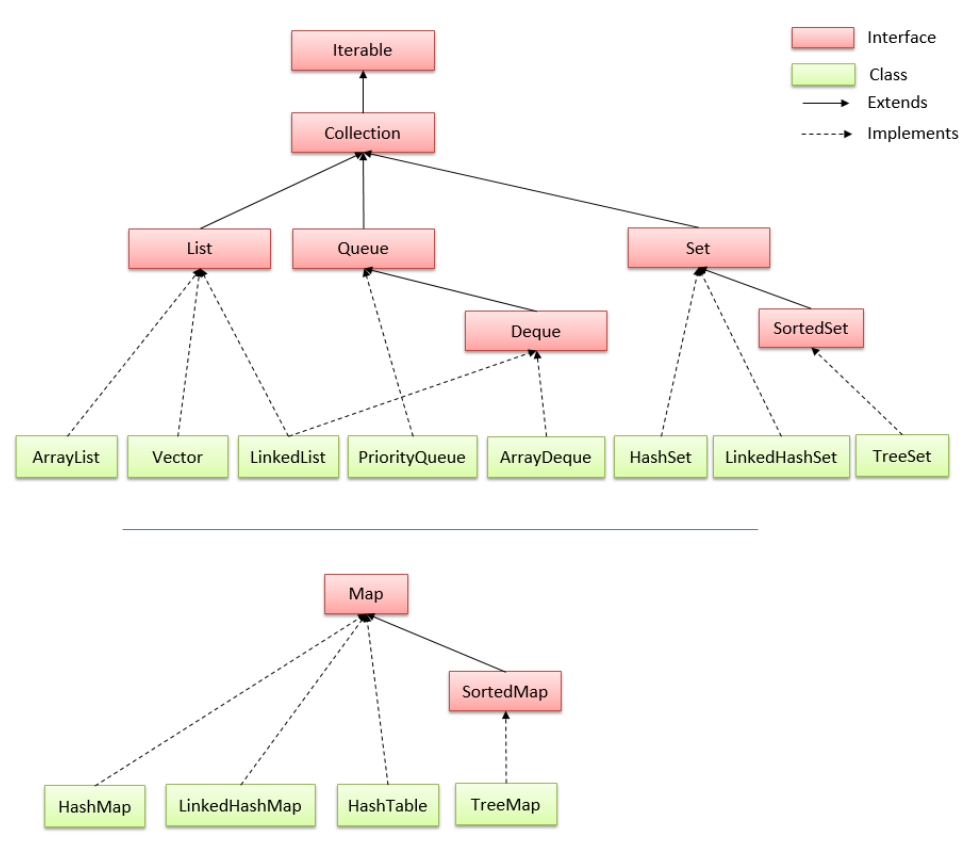 Iterable
Interface
Class
Extends
Implements
Collection
List
Queue
Set
Deque
SortedSet
ArrayList
Vector
LinkedList
PriorityQueue
ArrayDeque
HashSet
LinkedHashSet
TreeSet
Map
SortedMap
HashMap
LinkedHashMap
HashTable
TreeMap